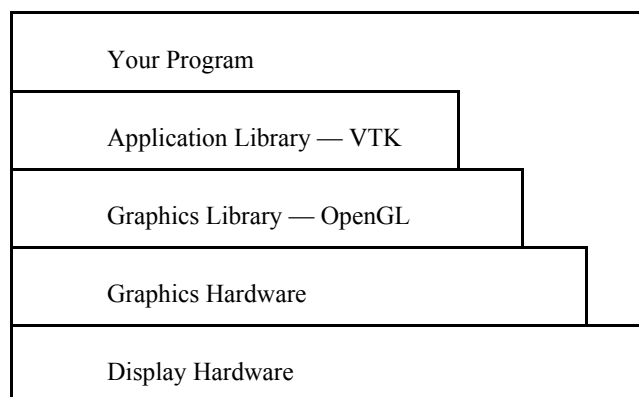 Your Program
Application Library — VTK
Graphics Library — OpenGL
Graphics Hardware
Display Hardware